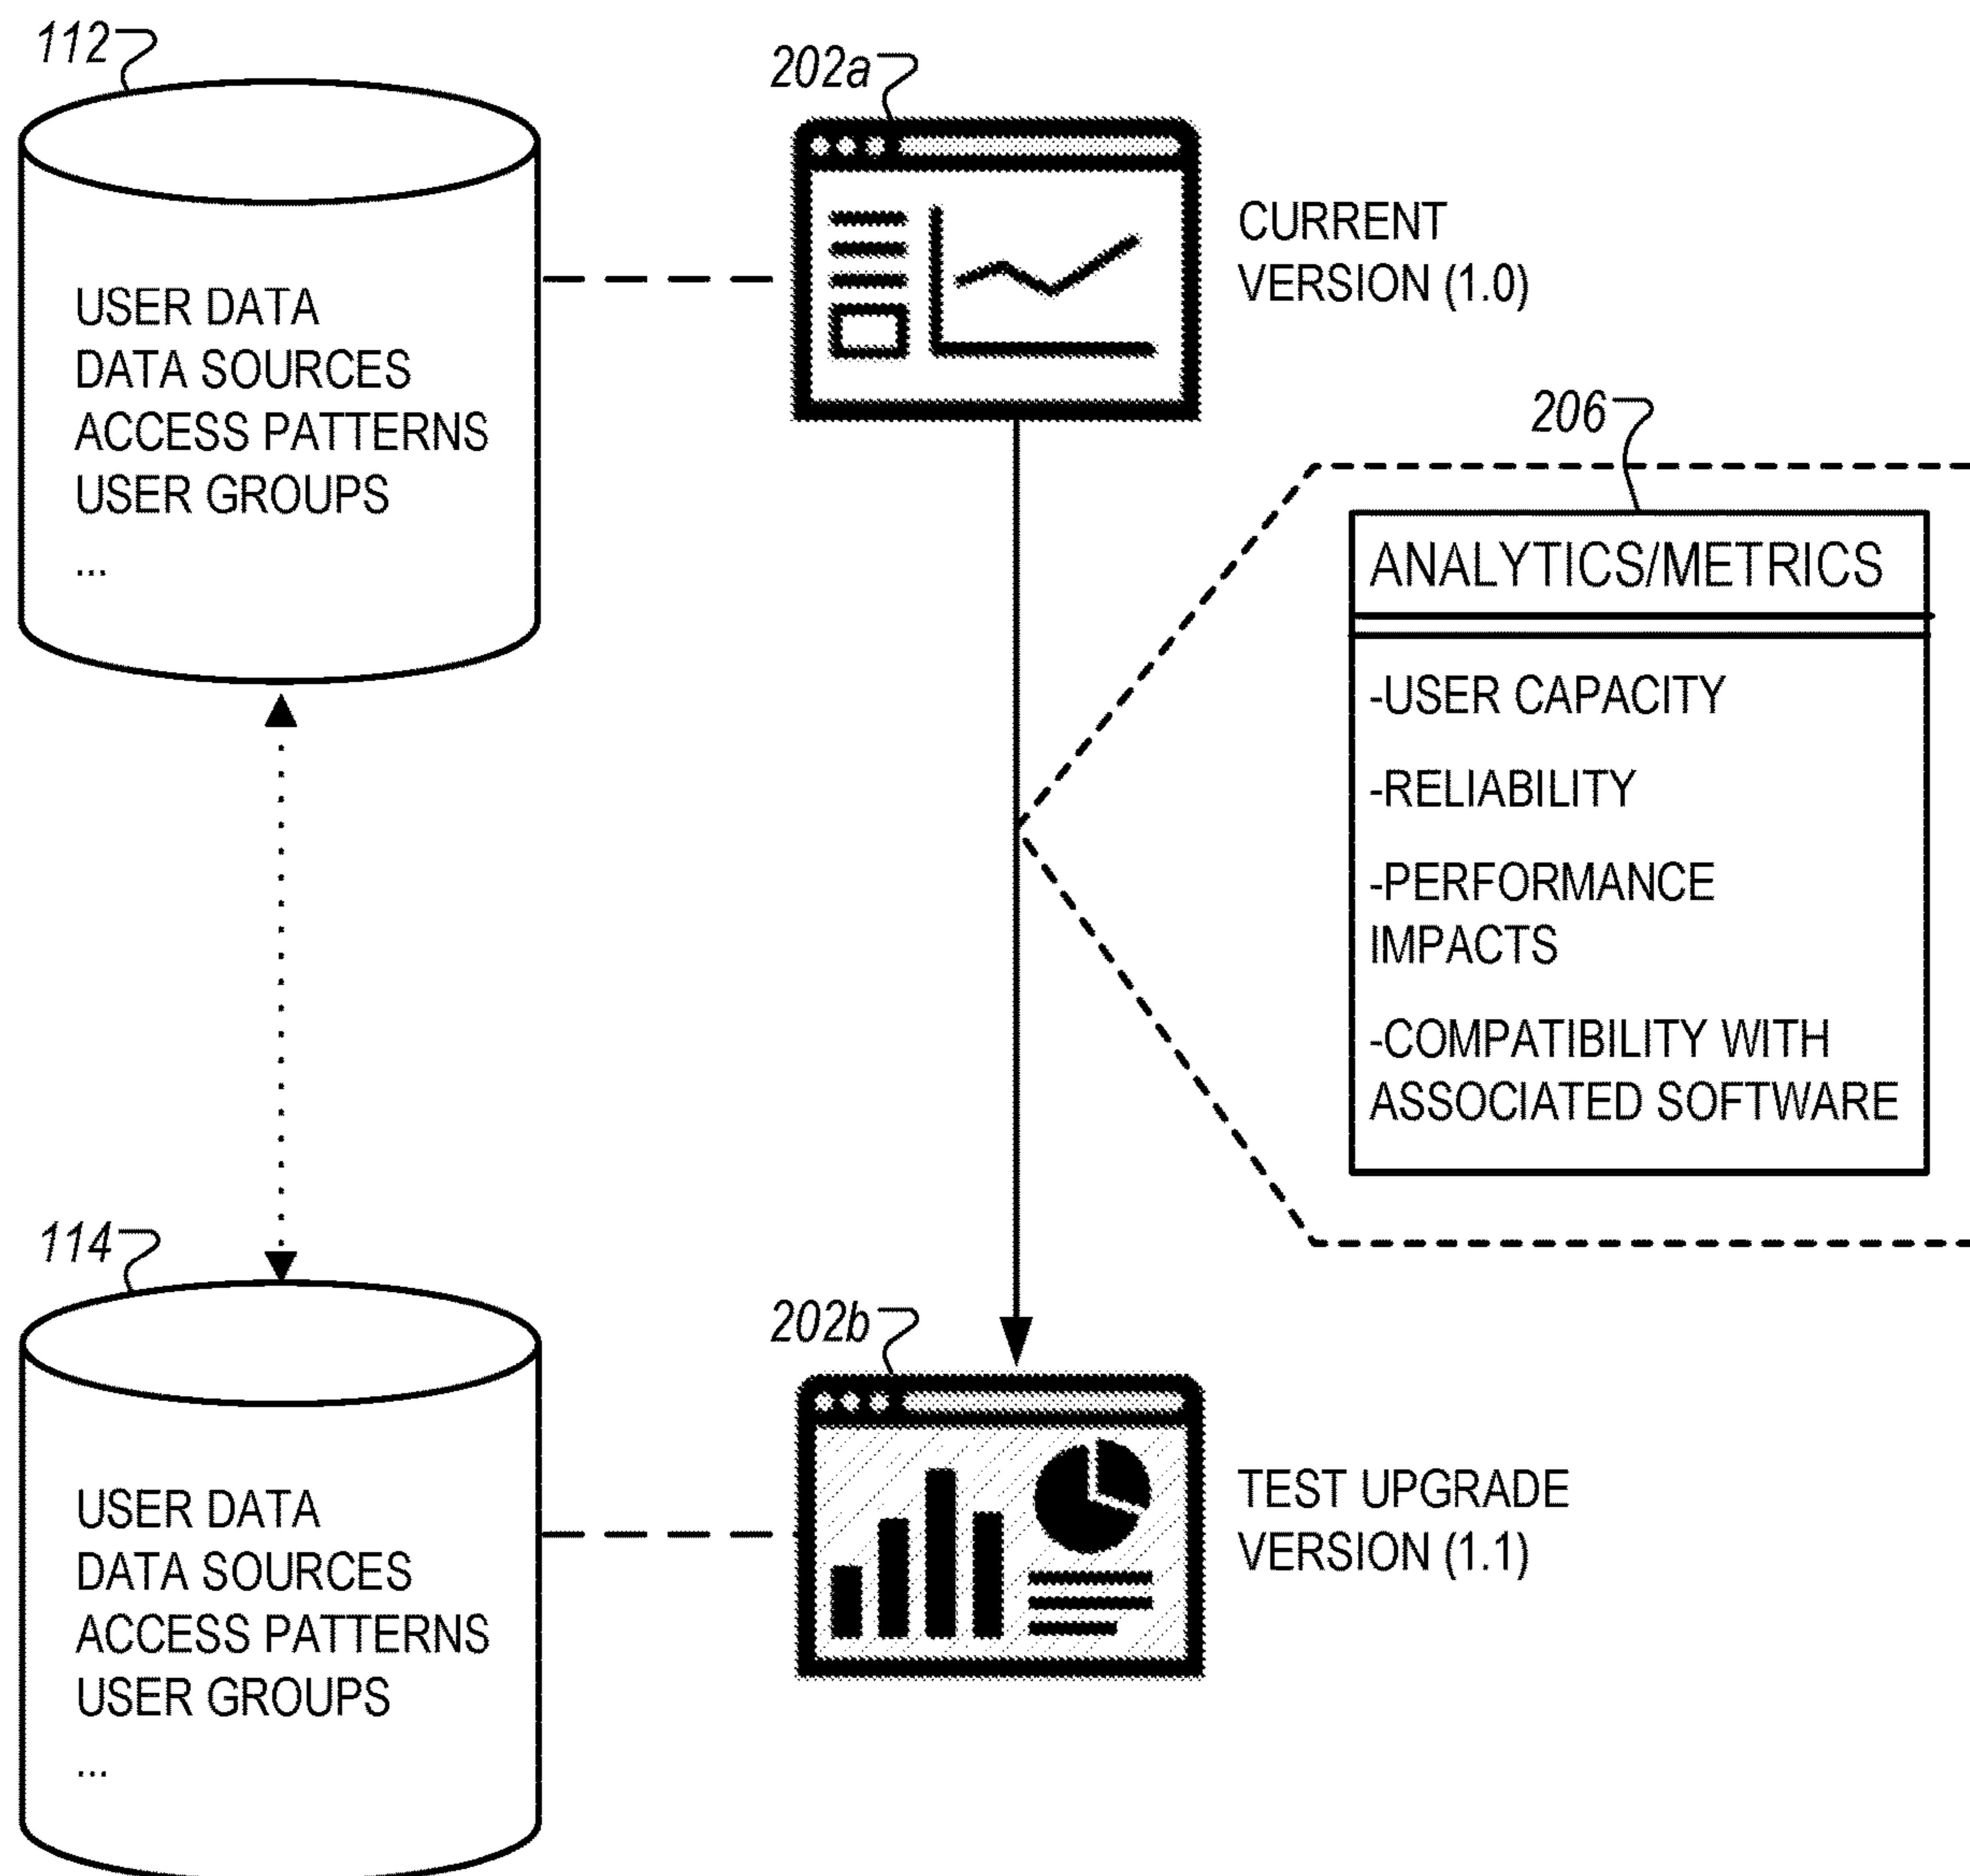 112
USER DATA
DATA SOURCES
ACCESS PATTERNS
USER GROUPS
...
202a
CURRENT
VERSION (1.0)
206
ANALYTICS/METRICS
-USER CAPACITY
-RELIABILITY
-PERFORMANCE
IMPACTS
-COMPATIBILITY WITH
ASSOCIATED SOFTWARE
114
USER DATA
DATA SOURCES
ACCESS PATTERNS
USER GROUPS
...
202b
TEST UPGRADE
VERSION (1.1)